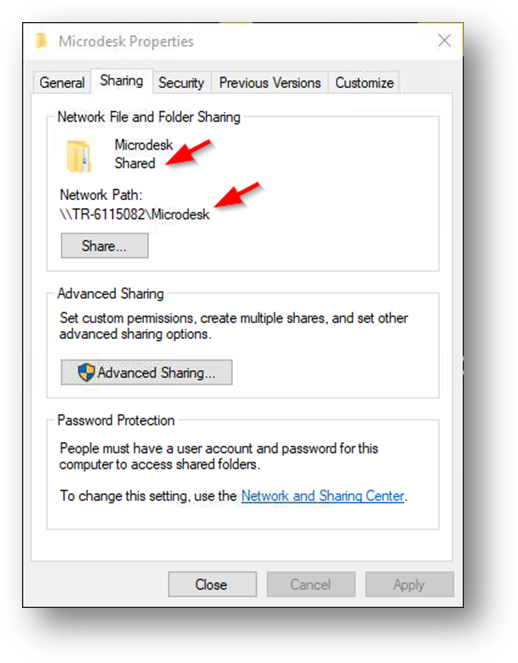 Microdesk Properties
General Sharing Security Previous Versions Customize
Network File and Folder Sharing
Microdesk
Shared
Network Path:
\\TR-6115082\Microdesk
Share...
Advanced Sharing
Set custom permissions, create multiple shares, and set other
advanced sharing options.
Advanced Sharing...
Password Protection
People must have a user account and password for this
computer to access shared folders.
To change this setting, use the Network and Sharing Center.
Close Cancel Apply